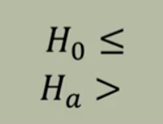 H₀ ≤
Hₐ >